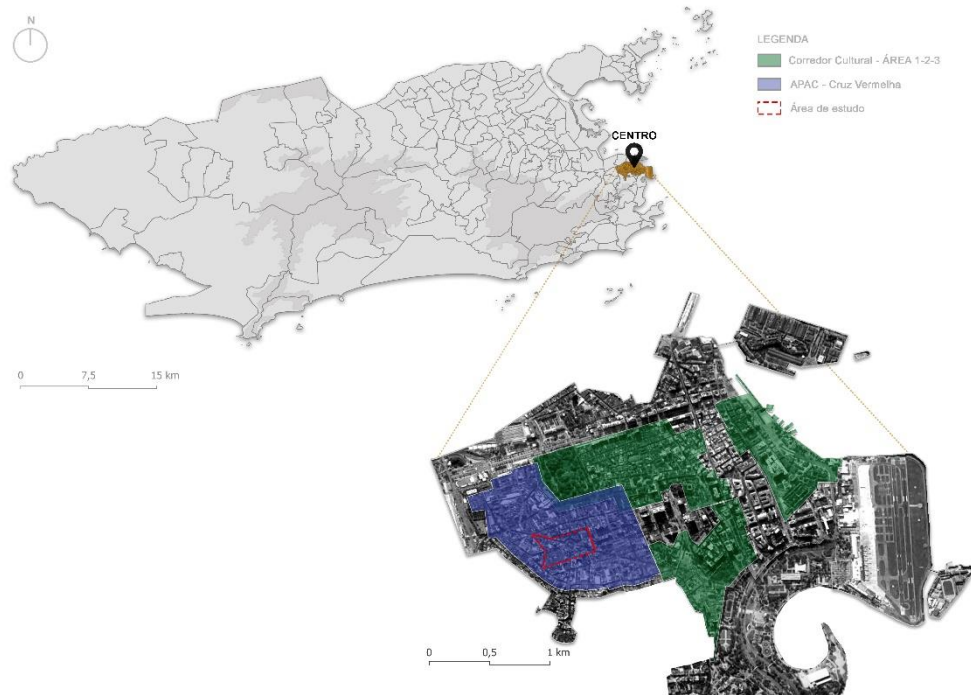 N
LEGENDA
Corredor Cultural - ÁREA 1-2-3
APAC - Cruz Vermelha
Área de estudo
CENTRO
0 7,5 15 km
0 0,5 1 km